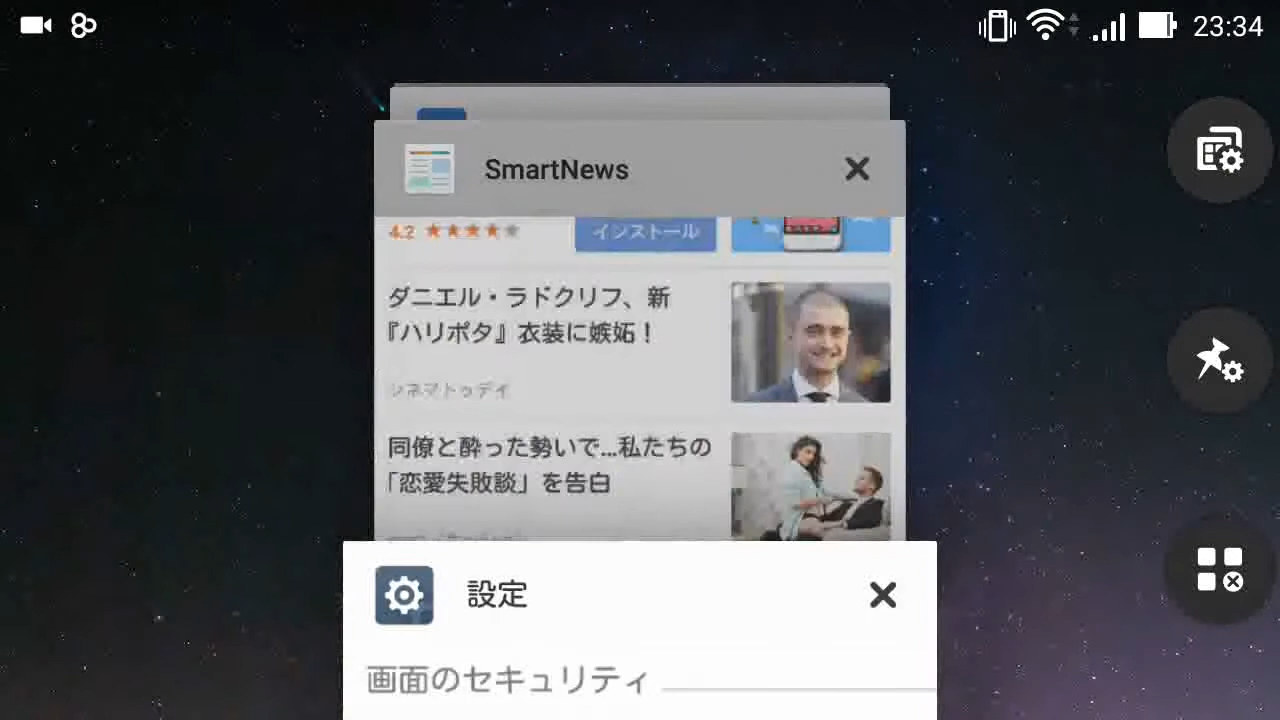 23:34
SmartNews
4.2
インストール
ダニエル・ラドクリフ、新
『ハリポタ』衣装に嫉妬！
シネマトゥデイ
同僚と酔った勢いで...私たちの
「恋愛失敗談」を告白
設定
画面のセキュリティ